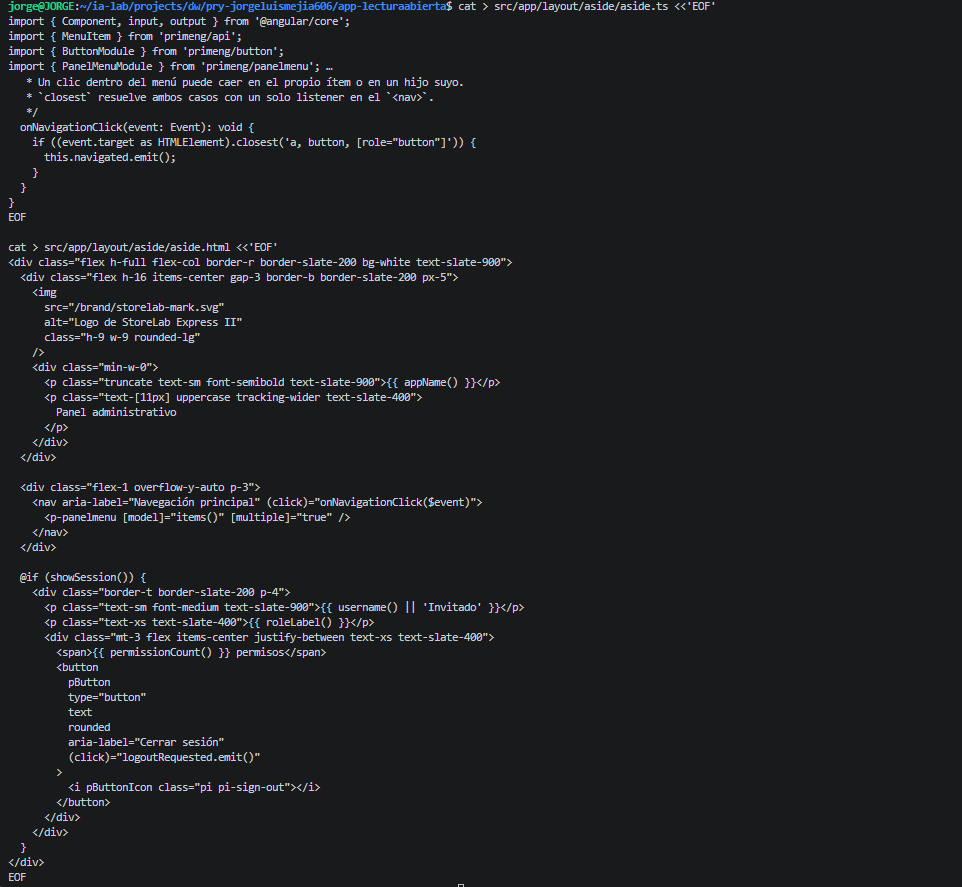 jorge@JORGE:~/ia-lab/projects/dw/pry-jorgeluismejia606/app-lecturaabierta$ cat > src/app/layout/aside/aside.ts <<'EOF'
import { Component, input, output } from '@angular/core';
import { MenuItem } from 'primeng/api';
import { ButtonModule } from 'primeng/button';
import { PanelMenuModule } from 'primeng/panelmenu'; …
   * Un clic dentro del menú puede caer en el propio ítem o en un hijo suyo.
   * `closest` resuelve ambos casos con un solo listener en el `<nav>`.
   */
  onNavigationClick(event: Event): void {
    if ((event.target as HTMLElement).closest('a, button, [role="button"]')) {
      this.navigated.emit();
    }
  }
}
EOF

cat > src/app/layout/aside/aside.html <<'EOF'
<div class="flex h-full flex-col border-r border-slate-200 bg-white text-slate-900">
  <div class="flex h-16 items-center gap-3 border-b border-slate-200 px-5">
    <img
      src="/brand/storelab-mark.svg"
      alt="Logo de StoreLab Express II"
      class="h-9 w-9 rounded-lg"
    />
    <div class="min-w-0">
      <p class="truncate text-sm font-semibold text-slate-900">{{ appName() }}</p>
      <p class="text-[11px] uppercase tracking-wider text-slate-400">
        Panel administrativo
      </p>
    </div>
  </div>

  <div class="flex-1 overflow-y-auto p-3">
    <nav aria-label="Navegación principal" (click)="onNavigationClick($event)">
      <p-panelmenu [model]="items()" [multiple]="true" />
    </nav>
  </div>

  @if (showSession()) {
    <div class="border-t border-slate-200 p-4">
      <p class="text-sm font-medium text-slate-900">{{ username() || 'Invitado' }}</p>
      <p class="text-xs text-slate-400">{{ roleLabel() }}</p>
      <div class="mt-3 flex items-center justify-between text-xs text-slate-400">
        <span>{{ permissionCount() }} permisos</span>
        <button
          pButton
          type="button"
          text
          rounded
          aria-label="Cerrar sesión"
          (click)="logoutRequested.emit()"
        >
          <i pButtonIcon class="pi pi-sign-out"></i>
        </button>
      </div>
    </div>
  }
</div>
EOF